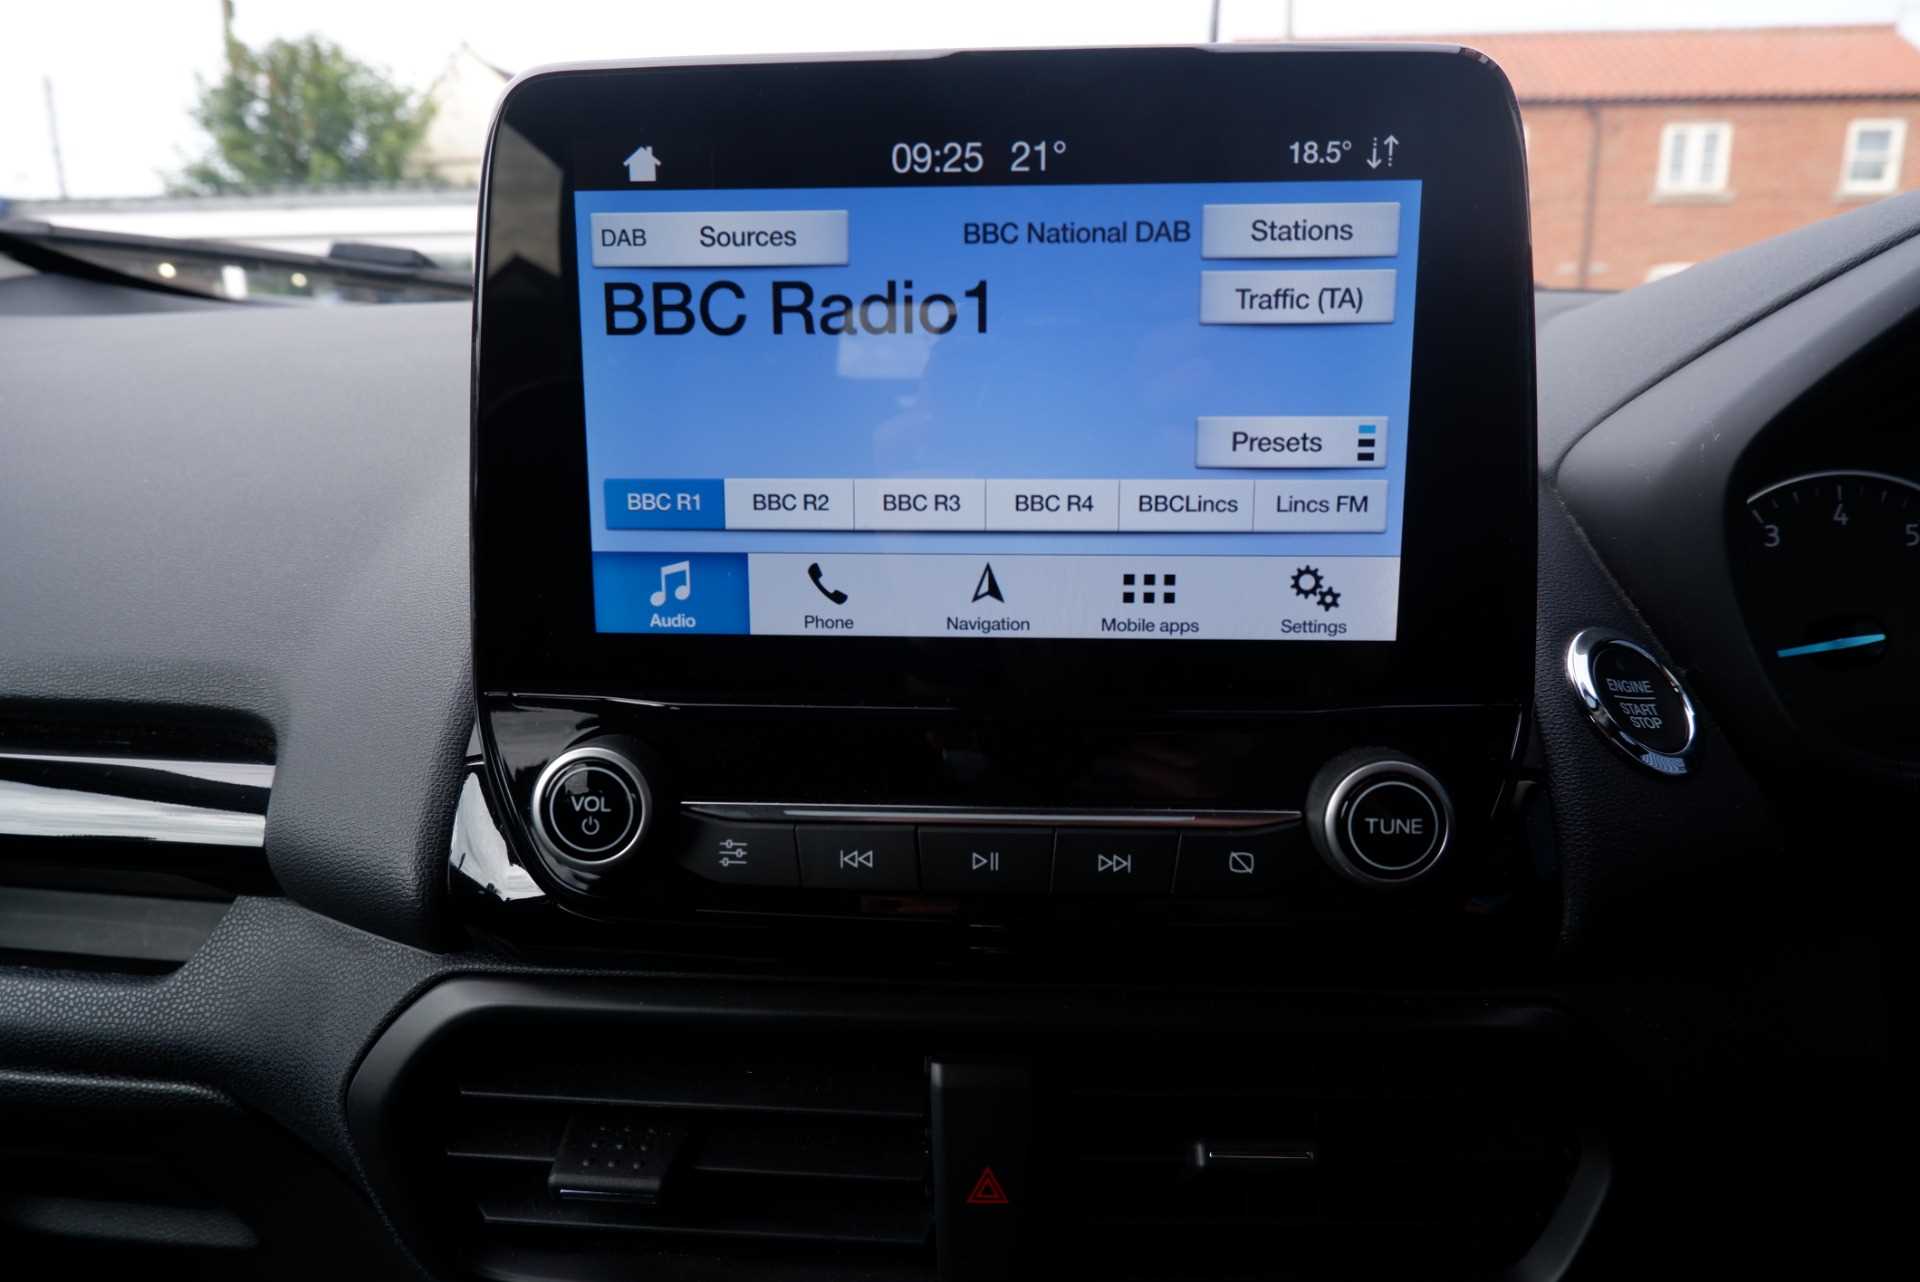 09:25 21° 18.5°
DAB Sources BBC National DAB Stations
BBC Radio1
Traffic (TA)
Presets
BBC R1 BBC R2 BBC R3 BBC R4 BBCLincs Lincs FM
Audio Phone Navigation Mobile apps Settings
VOL
TUNE
ENGINE
START
STOP
3 4 5